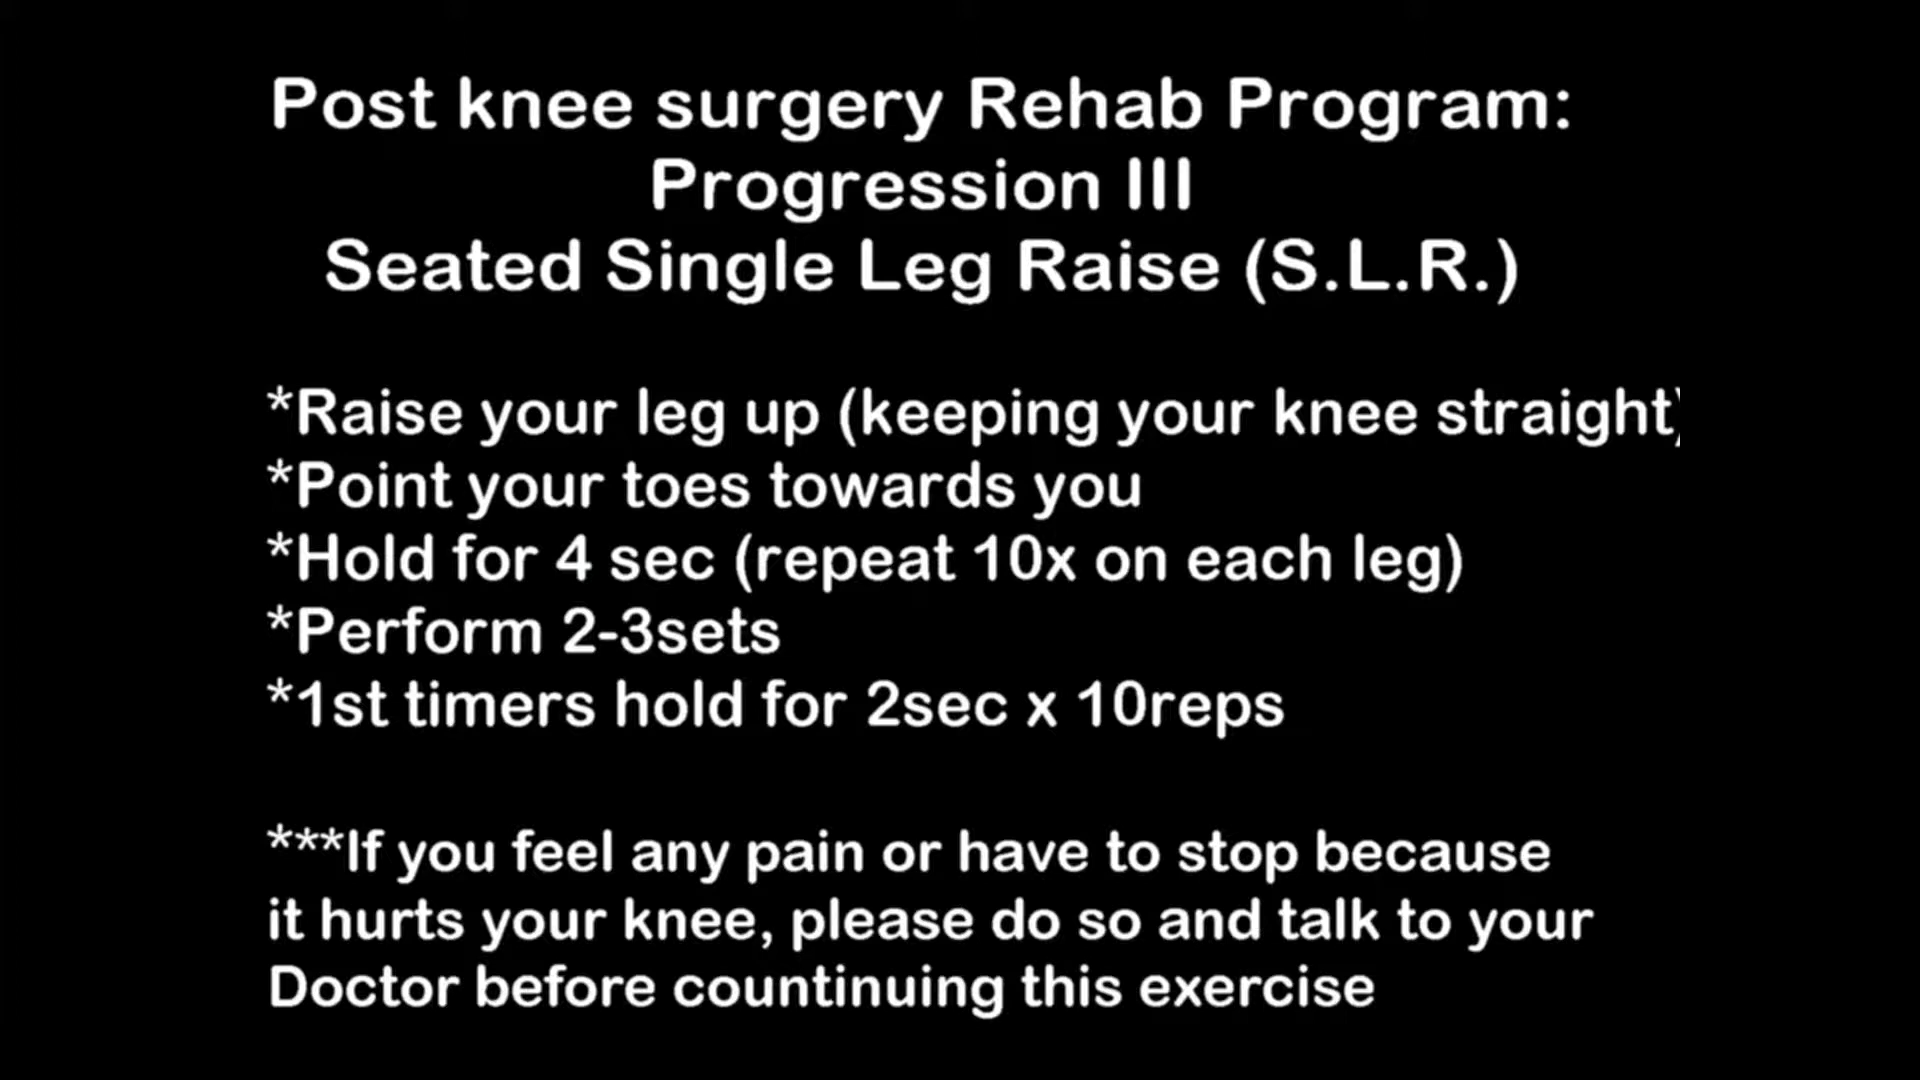 Post knee surgery Rehab Program:
Progression III
Seated Single Leg Raise (S.L.R.)
*Raise your leg up (keeping your knee straight)
*Point your toes towards you
*Hold for 4 sec (repeat 10x on each leg)
*Perform 2-3sets
*1st timers hold for 2sec x 10reps
***If you feel any pain or have to stop because
it hurts your knee, please do so and talk to your
Doctor before countinuing this exercise